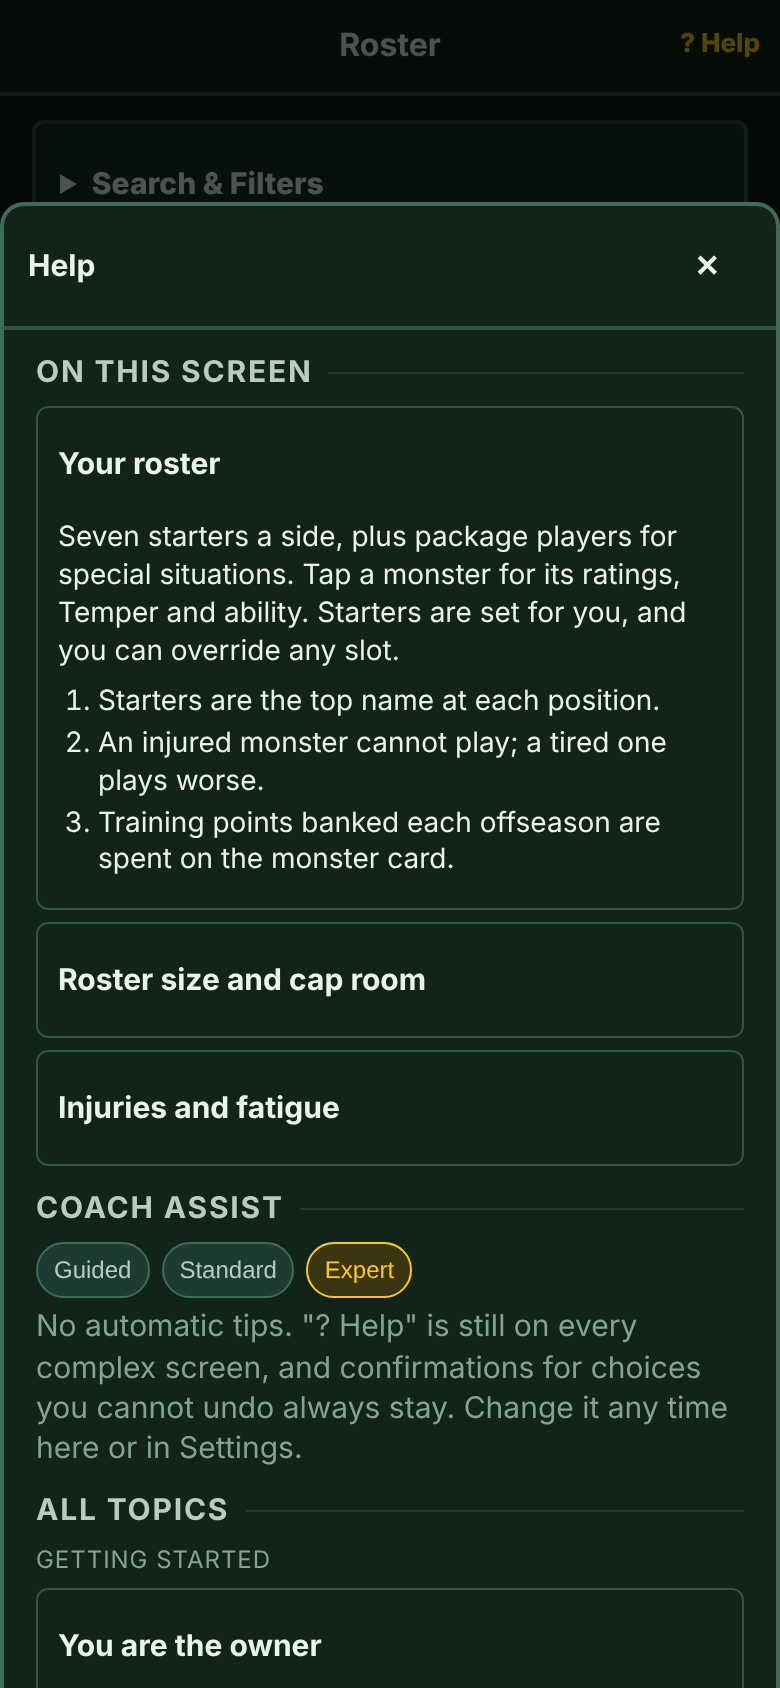 Roster
? Help
▶ Search & Filters
Help
×
ON THIS SCREEN
Your roster
Seven starters a side, plus package players for
special situations. Tap a monster for its ratings,
Temper and ability. Starters are set for you, and
you can override any slot.
1. Starters are the top name at each position.
2. An injured monster cannot play; a tired one
plays worse.
3. Training points banked each offseason are
spent on the monster card.
Roster size and cap room
Injuries and fatigue
COACH ASSIST
Guided Standard Expert
No automatic tips. "? Help" is still on every
complex screen, and confirmations for choices
you cannot undo always stay. Change it any time
here or in Settings.
ALL TOPICS
GETTING STARTED
You are the owner